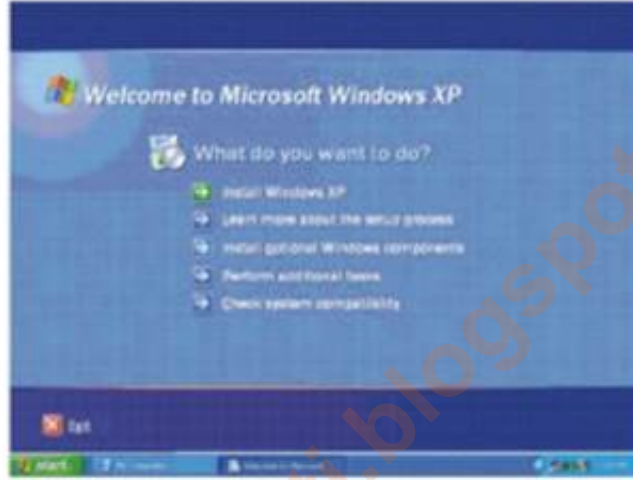 Welcome to Microsoft Windows XP
What do you want to do?
Install Windows XP
Learn more about the setup process
Install optional Windows components
Perform additional tasks
Check system compatibility
Exit
start
.blogspot